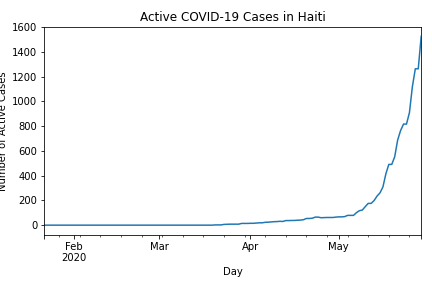 Active COVID-19 Cases in Haiti
Number of Active Cases
1600
1400
1200
1000
800
600
400
200
0
Feb
2020
Mar
Apr
May
Day